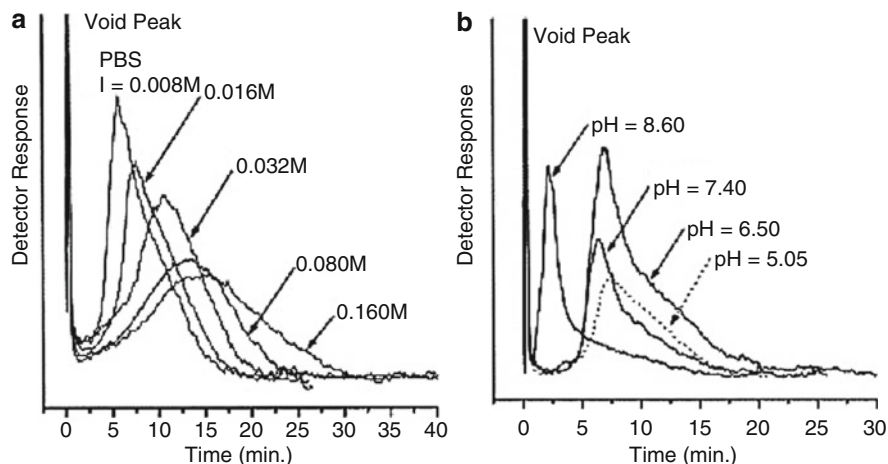 a
Void Peak
PBS
I = 0.008M
0.016M
0.032M
0.080M
0.160M
Detector Response
0 5 10 15 20 25 30 35 40
Time (min.)
b
Void Peak
pH = 8.60
pH = 7.40
pH = 6.50
pH = 5.05
Detector Response
0 5 10 15 20 25 30
Time (min.)